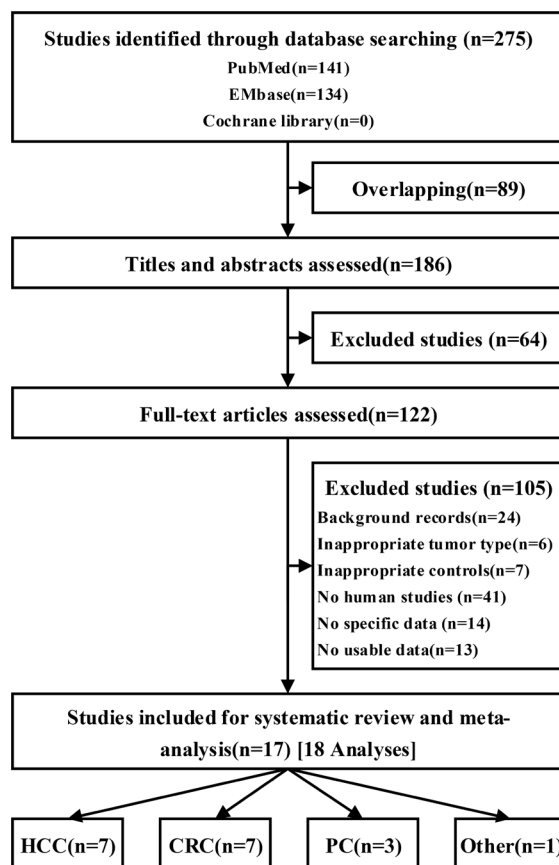 Studies identified through database searching (n=275)
PubMed(n=141)
EMbase(n=134)
Cochrane library(n=0)
Overlapping(n=89)
Titles and abstracts assessed(n=186)
Excluded studies (n=64)
Full-text articles assessed(n=122)
Excluded studies (n=105)
Background records(n=24)
Inappropriate tumor type(n=6)
Inappropriate controls(n=7)
No human studies (n=41)
No specific data (n=14)
No usable data(n=13)
Studies included for systematic review and meta-
analysis(n=17) [18 Analyses]
HCC(n=7)
CRC(n=7)
PC(n=3)
Other(n=1)